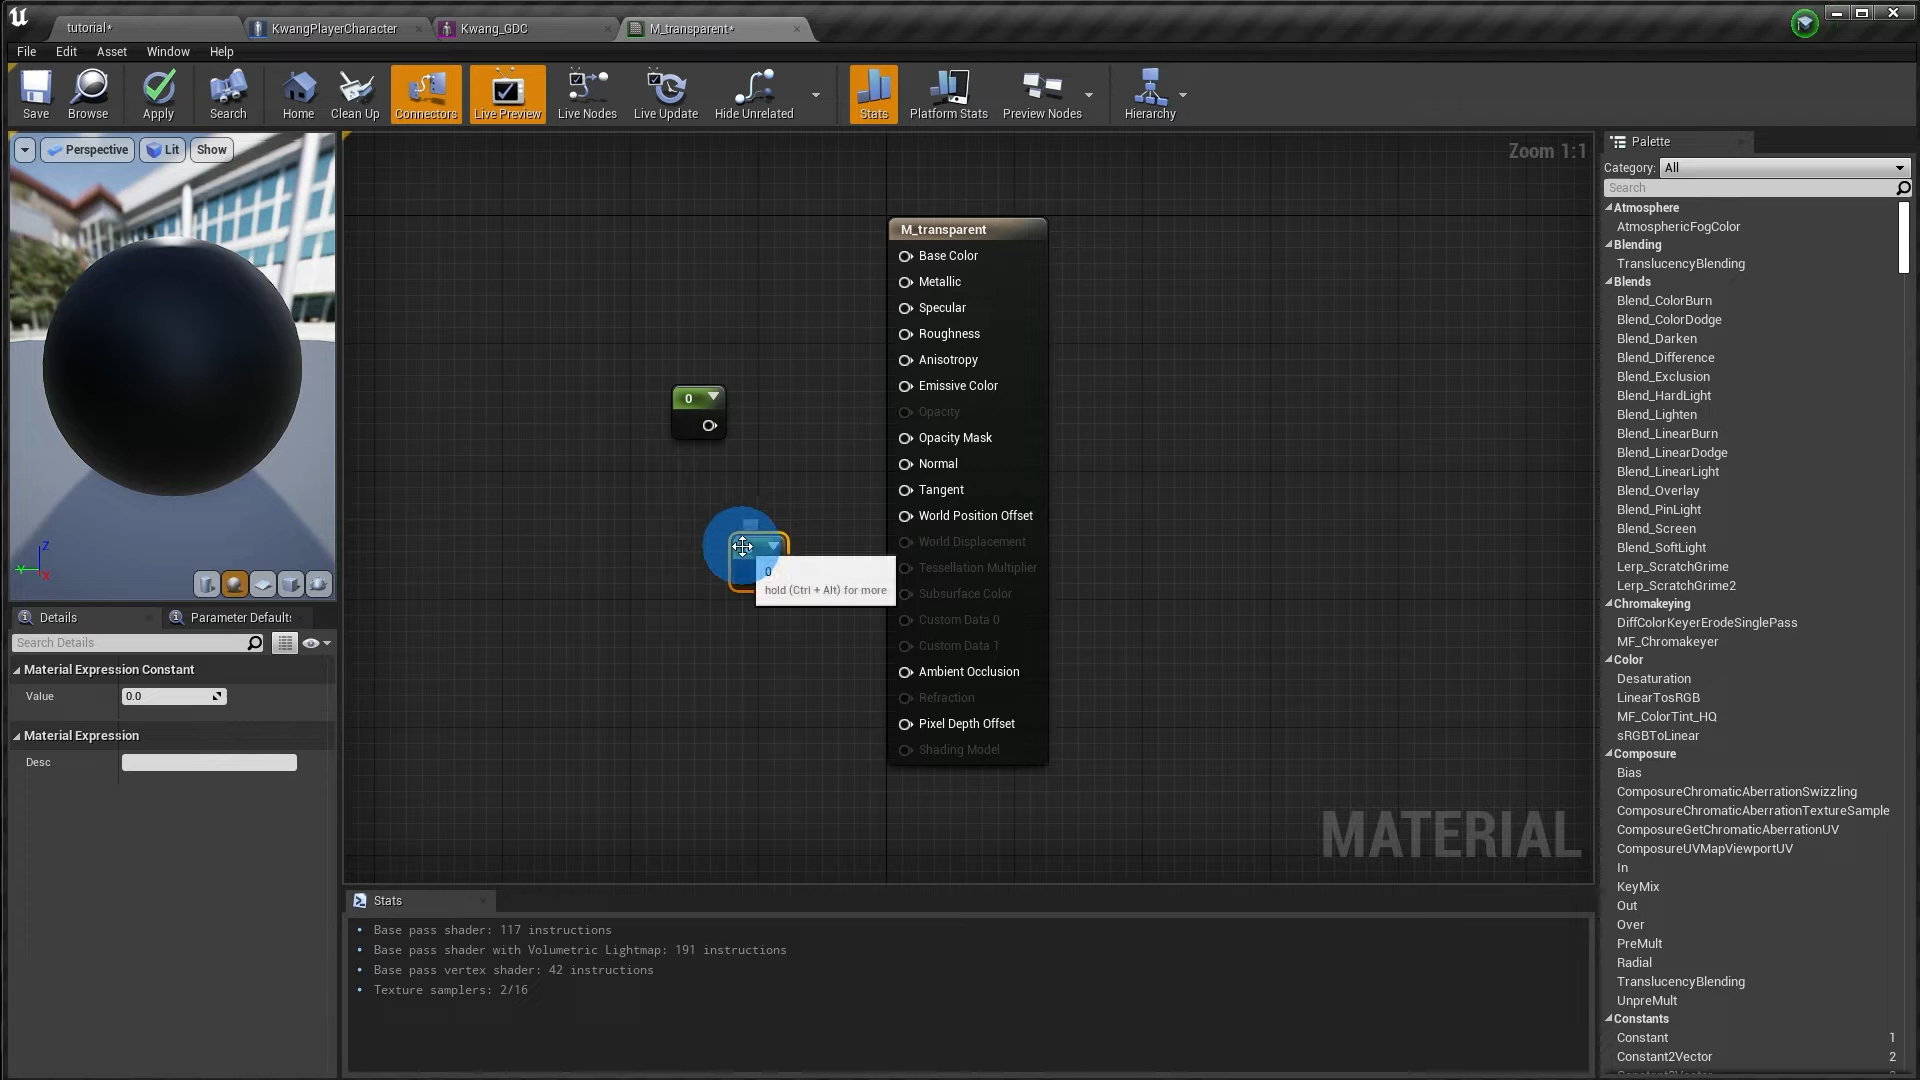 tutorial*
KwangPlayerCharacter
Kwang_GDC
M_transparent*
File
Edit
Asset
Window
Help
Save
Browse
Apply
Search
Home
Clean Up
Connectors
Live Preview
Live Nodes
Live Update
Hide Unrelated
Stats
Platform Stats
Preview Nodes
Hierarchy
Perspective
Lit
Show
Z
Y
X
Details
Parameter Default
Search Details
Material Expression Constant
Value
0.0
Material Expression
Desc
Zoom 1:1
0
0
hold (Ctrl + Alt) for more
M_transparent
Base Color
Metallic
Specular
Roughness
Anisotropy
Emissive Color
Opacity
Opacity Mask
Normal
Tangent
World Position Offset
World Displacement
Tessellation Multiplier
Subsurface Color
Custom Data 0
Custom Data 1
Ambient Occlusion
Refraction
Pixel Depth Offset
Shading Model
MATERIAL
Stats
Base pass shader: 117 instructions
Base pass shader with Volumetric Lightmap: 191 instructions
Base pass vertex shader: 42 instructions
Texture samplers: 2/16
Palette
Category:
All
Search
Atmosphere
AtmosphericFogColor
Blending
TranslucencyBlending
Blends
Blend_ColorBurn
Blend_ColorDodge
Blend_Darken
Blend_Difference
Blend_Exclusion
Blend_HardLight
Blend_Lighten
Blend_LinearBurn
Blend_LinearDodge
Blend_LinearLight
Blend_Overlay
Blend_PinLight
Blend_Screen
Blend_SoftLight
Lerp_ScratchGrime
Lerp_ScratchGrime2
Chromakeying
DiffColorKeyerErodeSinglePass
MF_Chromakeyer
Color
Desaturation
LinearTosRGB
MF_ColorTint_HQ
sRGBToLinear
Composure
Bias
ComposureChromaticAberrationSwizzling
ComposureChromaticAberrationTextureSample
ComposureGetChromaticAberrationUV
ComposureUVMapViewportUV
In
KeyMix
Out
Over
PreMult
Radial
TranslucencyBlending
UnpreMult
Constants
Constant 1
Constant2Vector 2